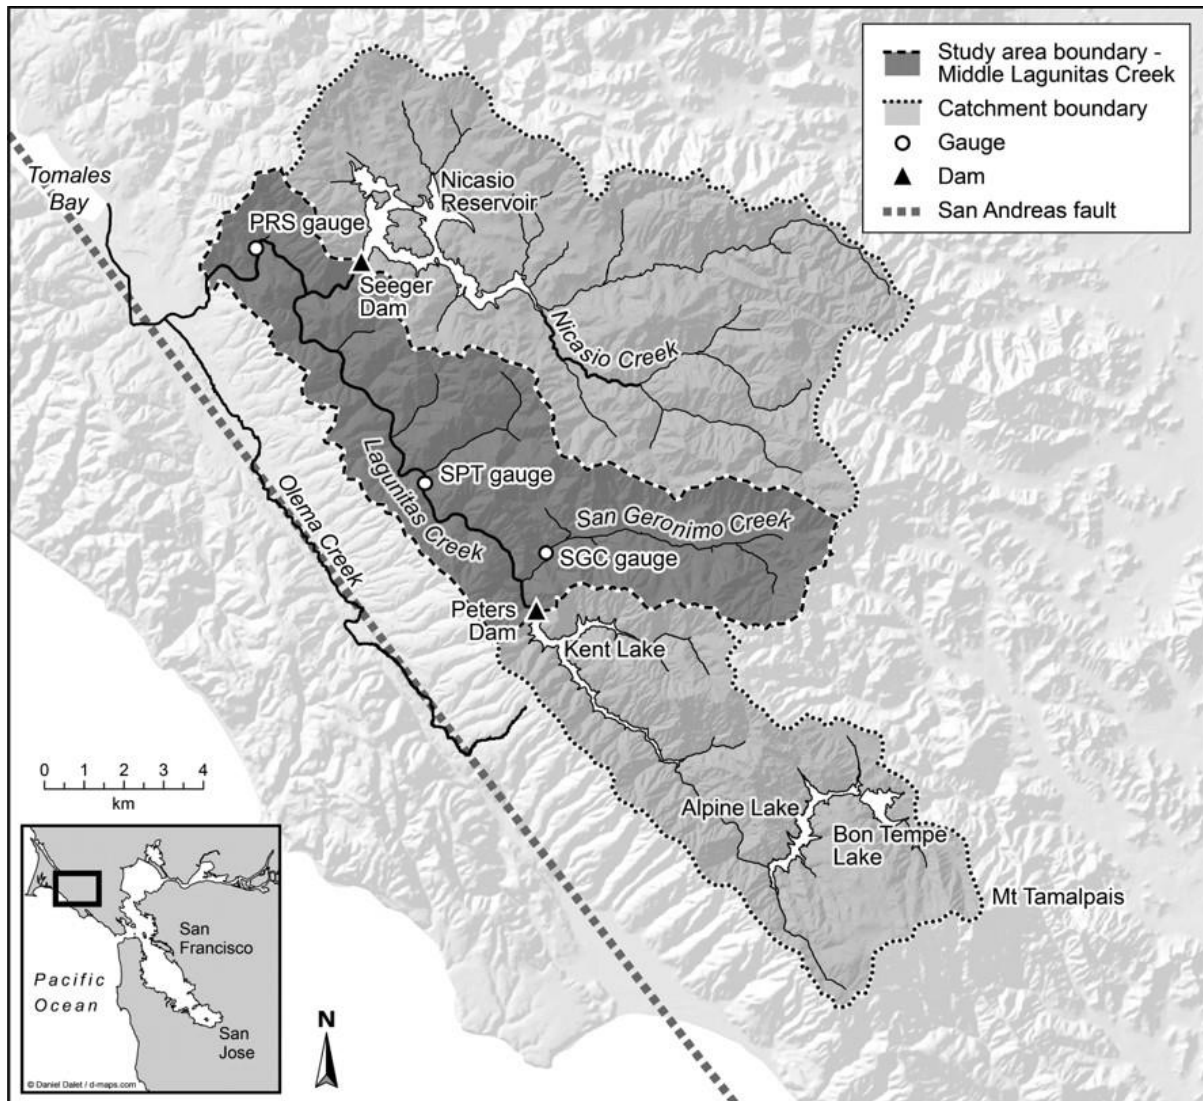 Study area boundary -
Middle Lagunitas Creek
Catchment boundary
Gauge
Dam
San Andreas fault
Tomales
Bay
Nicasio
Reservoir
PRS gauge
Seeger
Dam
Nicasio Creek
Lagunitas Creek
SPT gauge
Olema Creek
San Geronimo Creek
SGC gauge
Peters
Dam
Kent Lake
Alpine Lake
Bon Tempe
Lake
Mt Tamalpais
0 1 2 3 4
km
San
Francisco
Pacific
Ocean
San
Jose
© Daniel Dalet / d-maps.com
N